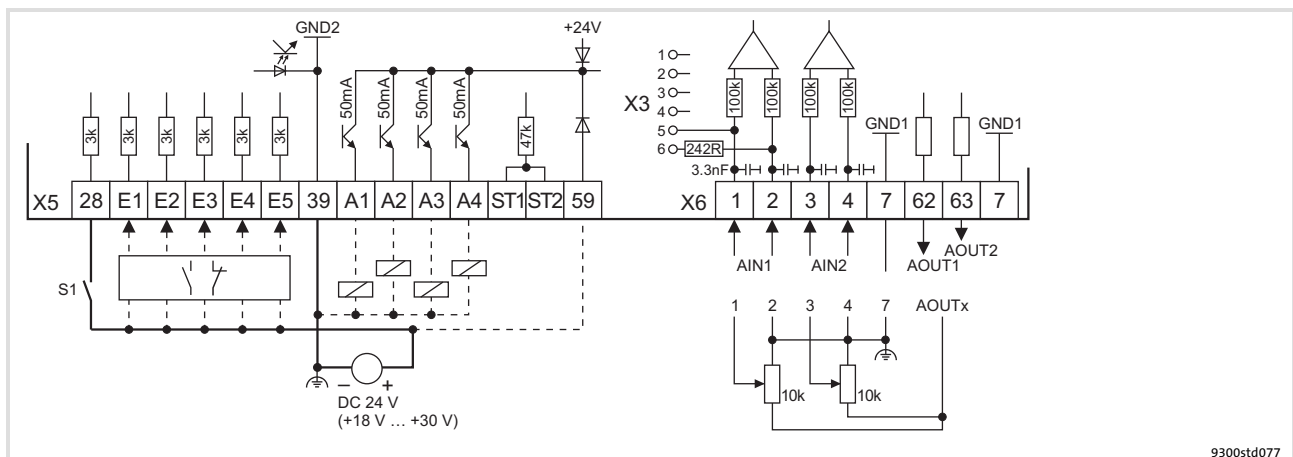 GND2
+24V
50mA
50mA
50mA
50mA
3k
3k
3k
3k
3k
3k
47k
X5
28
E1
E2
E3
E4
E5
39
A1
A2
A3
A4
ST1
ST2
59
S1
– +
DC 24 V
(+18 V … +30 V)
X3
1
2
3
4
5
6
242R
100k
100k
100k
100k
3.3nF
GND1
GND1
X6
1
2
3
4
7
62
63
7
AIN1
AIN2
AOUT1
AOUT2
1
2
3
4
7
AOUTx
10k
10k
9300std077